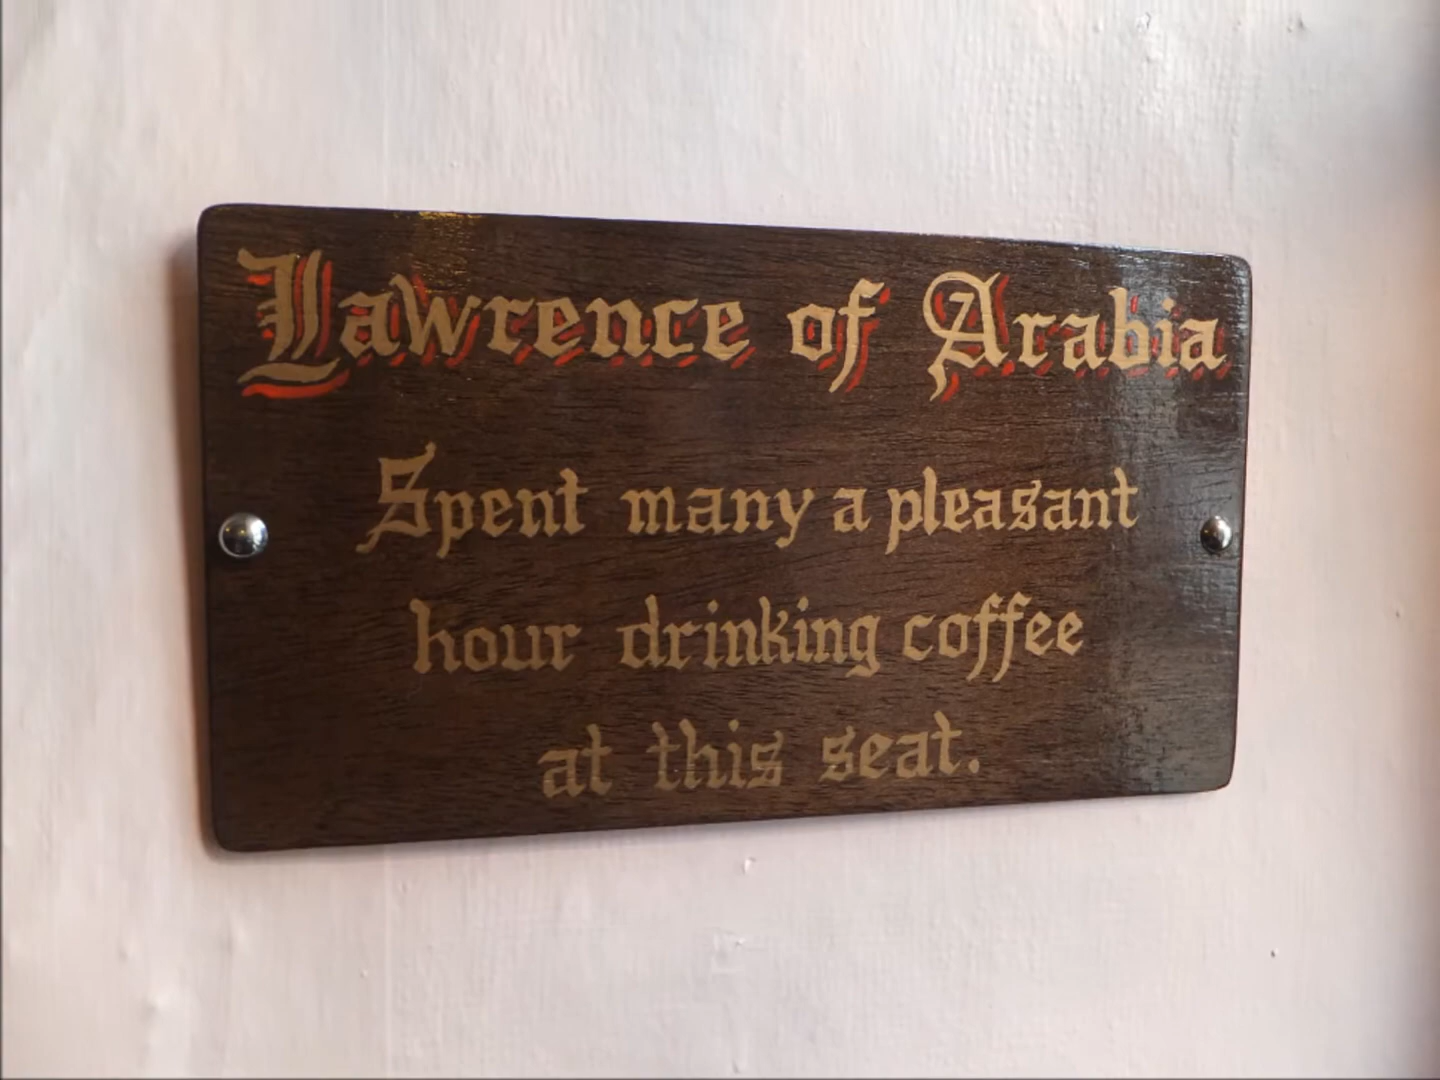 Lawrence of Arabia
Spent many a pleasant
hour drinking coffee
at this seat.